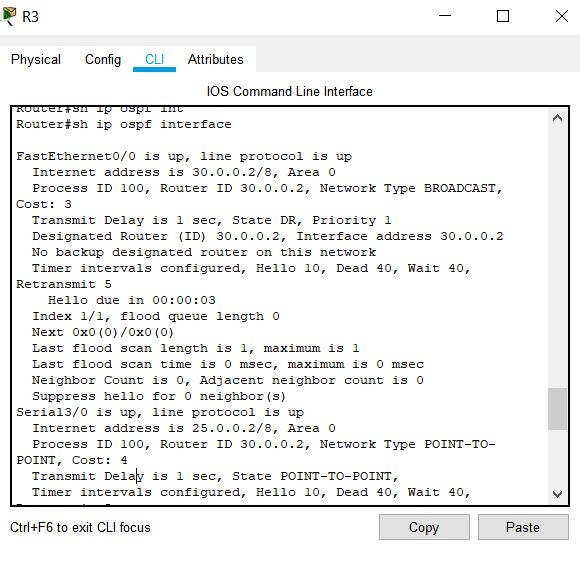 R3
Physical Config CLI Attributes
IOS Command Line Interface
Router#sh ip ospf int
Router#sh ip ospf interface
FastEthernet0/0 is up, line protocol is up
Internet address is 30.0.0.2/8, Area 0
Process ID 100, Router ID 30.0.0.2, Network Type BROADCAST,
Cost: 3
Transmit Delay is 1 sec, State DR, Priority 1
Designated Router (ID) 30.0.0.2, Interface address 30.0.0.2
No backup designated router on this network
Timer intervals configured, Hello 10, Dead 40, Wait 40,
Retransmit 5
Hello due in 00:00:03
Index 1/1, flood queue length 0
Next 0x0(0)/0x0(0)
Last flood scan length is 1, maximum is 1
Last flood scan time is 0 msec, maximum is 0 msec
Neighbor Count is 0, Adjacent neighbor count is 0
Suppress hello for 0 neighbor(s)
Serial3/0 is up, line protocol is up
Internet address is 25.0.0.2/8, Area 0
Process ID 100, Router ID 30.0.0.2, Network Type POINT-TO-
POINT, Cost: 4
Transmit Delay is 1 sec, State POINT-TO-POINT,
Timer intervals configured, Hello 10, Dead 40, Wait 40,
Ctrl+F6 to exit CLI focus
Copy Paste